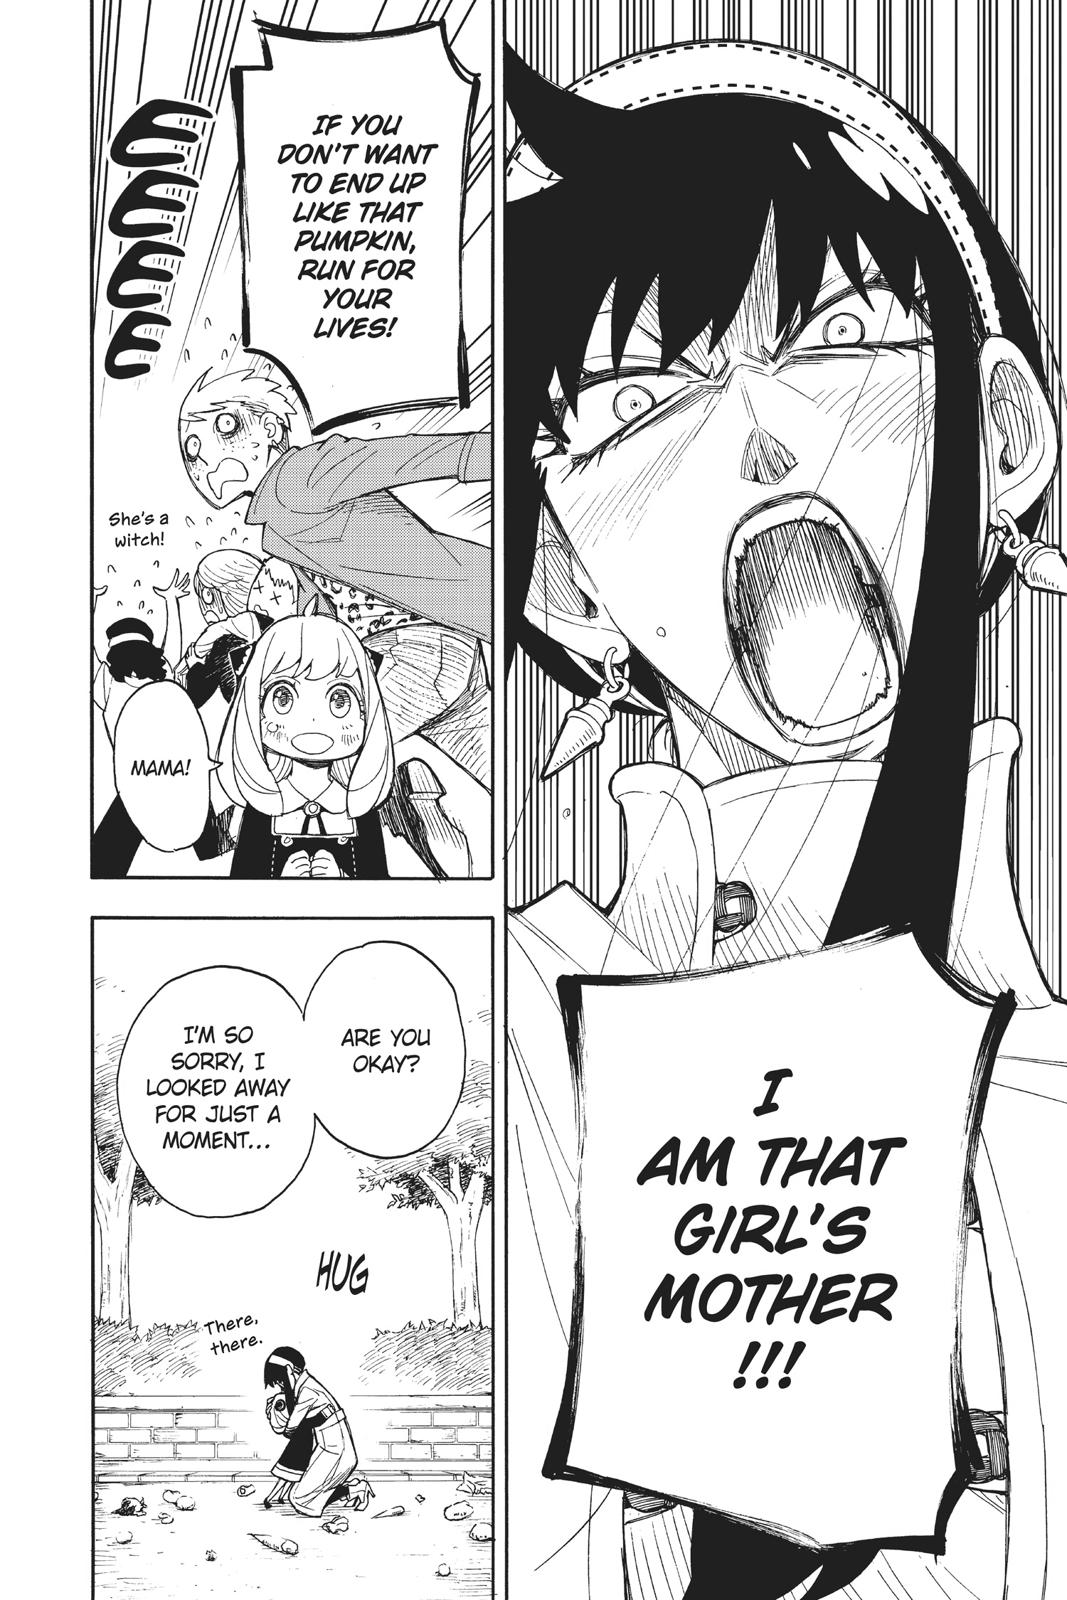 I
AM THAT
GIRL'S
MOTHER
!!!
IF YOU
DON'T WANT
TO END UP
LIKE THAT
PUMPKIN,
RUN FOR
YOUR
LIVES!
EEEE
She's a
witch!
MAMA!
ARE YOU
OKAY?
I'M SO
SORRY, I
LOOKED AWAY
FOR JUST A
MOMENT...
HUG
There,
there.